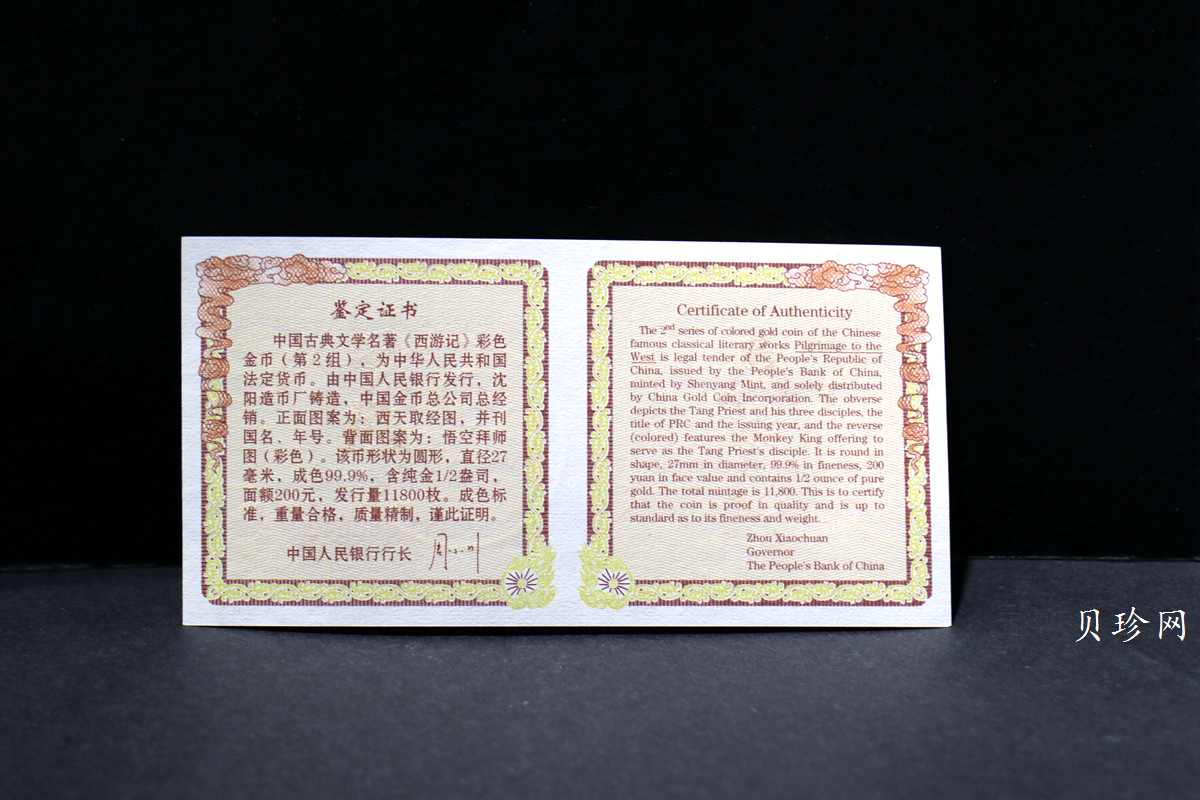 鉴定证书
中国古典文学名著《西游记》彩色
金币（第2组），为中华人民共和国
法定货币。由中国人民银行发行，沈
阳造币厂铸造，中国金币总公司总经
销。正面图案为：西天取经图，并刊
国名、年号。背面图案为：悟空拜师
图（彩色）。该币形状为圆形，直径27
毫米，成色99.9%，含纯金1/2盎司，
面额200元，发行量11800枚。成色标
准，重量合格，质量精制，谨此证明。
中国人民银行行长 周小川
Certificate of Authenticity
The 2nd series of colored gold coin of the Chinese
famous classical literary works Pilgrimage to the
West is legal tender of the People's Republic of
China, issued by the People's Bank of China,
minted by Shenyang Mint, and solely distributed
by China Gold Coin Incorporation. The obverse
depicts the Tang Priest and his three disciples, the
title of PRC and the issuing year, and the reverse
(colored) features the Monkey King offering to
serve as the Tang Priest's disciple. It is round in
shape, 27mm in diameter, 99.9% in fineness, 200
yuan in face value and contains 1/2 ounce of pure
gold. The total mintage is 11,800. This is to certify
that the coin is proof in quality and is up to
standard as to its fineness and weight.
Zhou Xiaochuan
Governor
The People's Bank of China
贝珍网